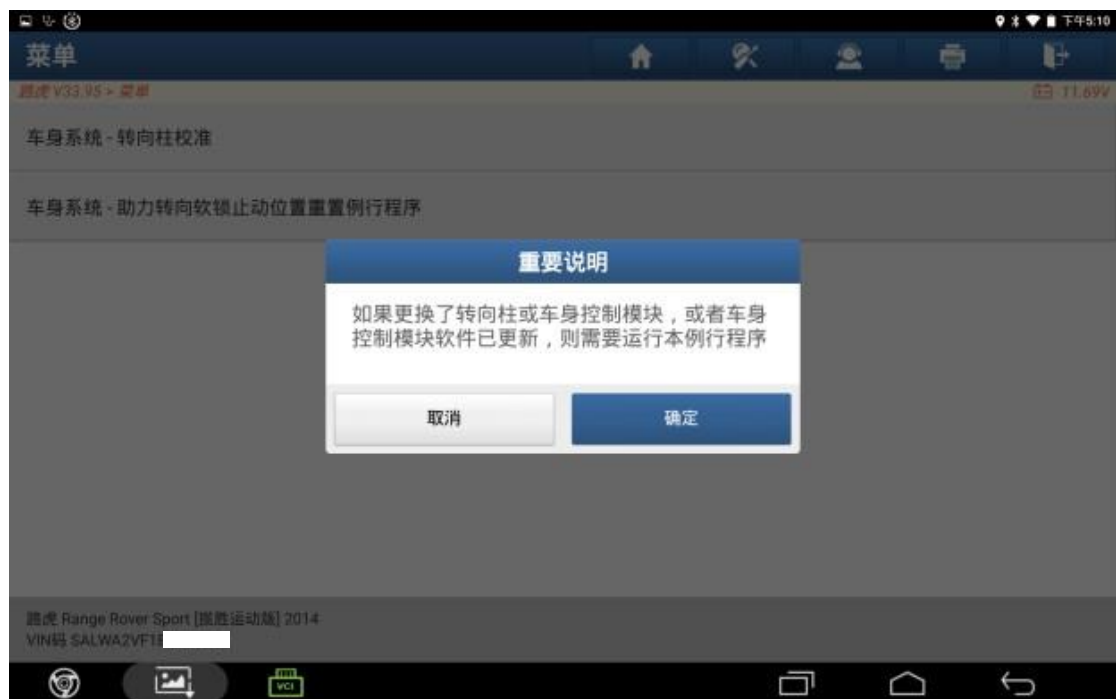 下午5:10
菜单
路虎 V33.95 > 菜单
11.69V
车身系统 - 转向柱校准
车身系统 - 助力转向软锁止动位置重置例行程序
重要说明
如果更换了转向柱或车身控制模块，或者车身
控制模块软件已更新，则需要运行本例行程序
取消
确定
路虎 Range Rover Sport [揽胜运动版] 2014
VIN码 SALWA2VF1
VCI